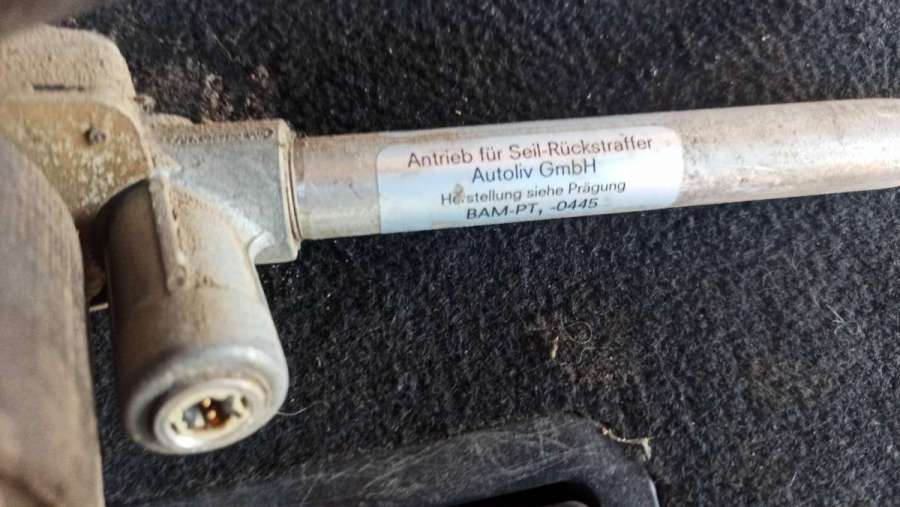 Antrieb für Seil-Rückstraffer
Autoliv GmbH
Herstellung siehe Prägung
BAM-PT, -0445